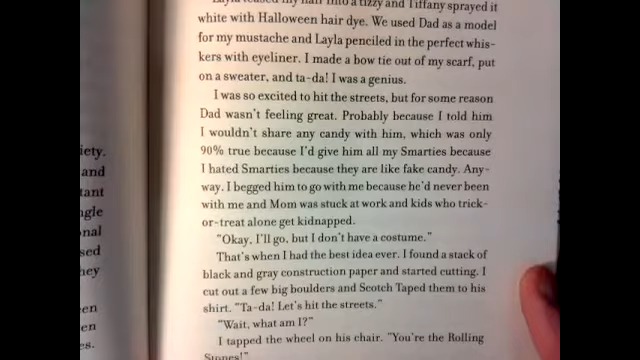 iety.
and
tant
ngle
onal
sed
hey
en
en
es.
my hair into a tizzy and Tiffany sprayed it
white with Halloween hair dye. We used Dad as a model
for my mustache and Layla penciled in the perfect whis-
kers with eyeliner. I made a bow tie out of my scarf, put
on a sweater, and ta-da! I was a genius.
I was so excited to hit the streets, but for some reason
Dad wasn't feeling great. Probably because I told him
I wouldn't share any candy with him, which was only
90% true because I'd give him all my Smarties because
I hated Smarties because they are like fake candy. Any-
way, I begged him to go with me because he'd never been
with me and Mom was stuck at work and kids who trick-
or-treat alone get kidnapped.
"Okay, I'll go, but I don't have a costume."
That's when I had the best idea ever. I found a stack of
black and gray construction paper and started cutting. I
cut out a few big boulders and Scotch Taped them to his
shirt. "Ta-da! Let's hit the streets."
"Wait, what am I?"
I tapped the wheel on his chair. "You're the Rolling
Stones!"